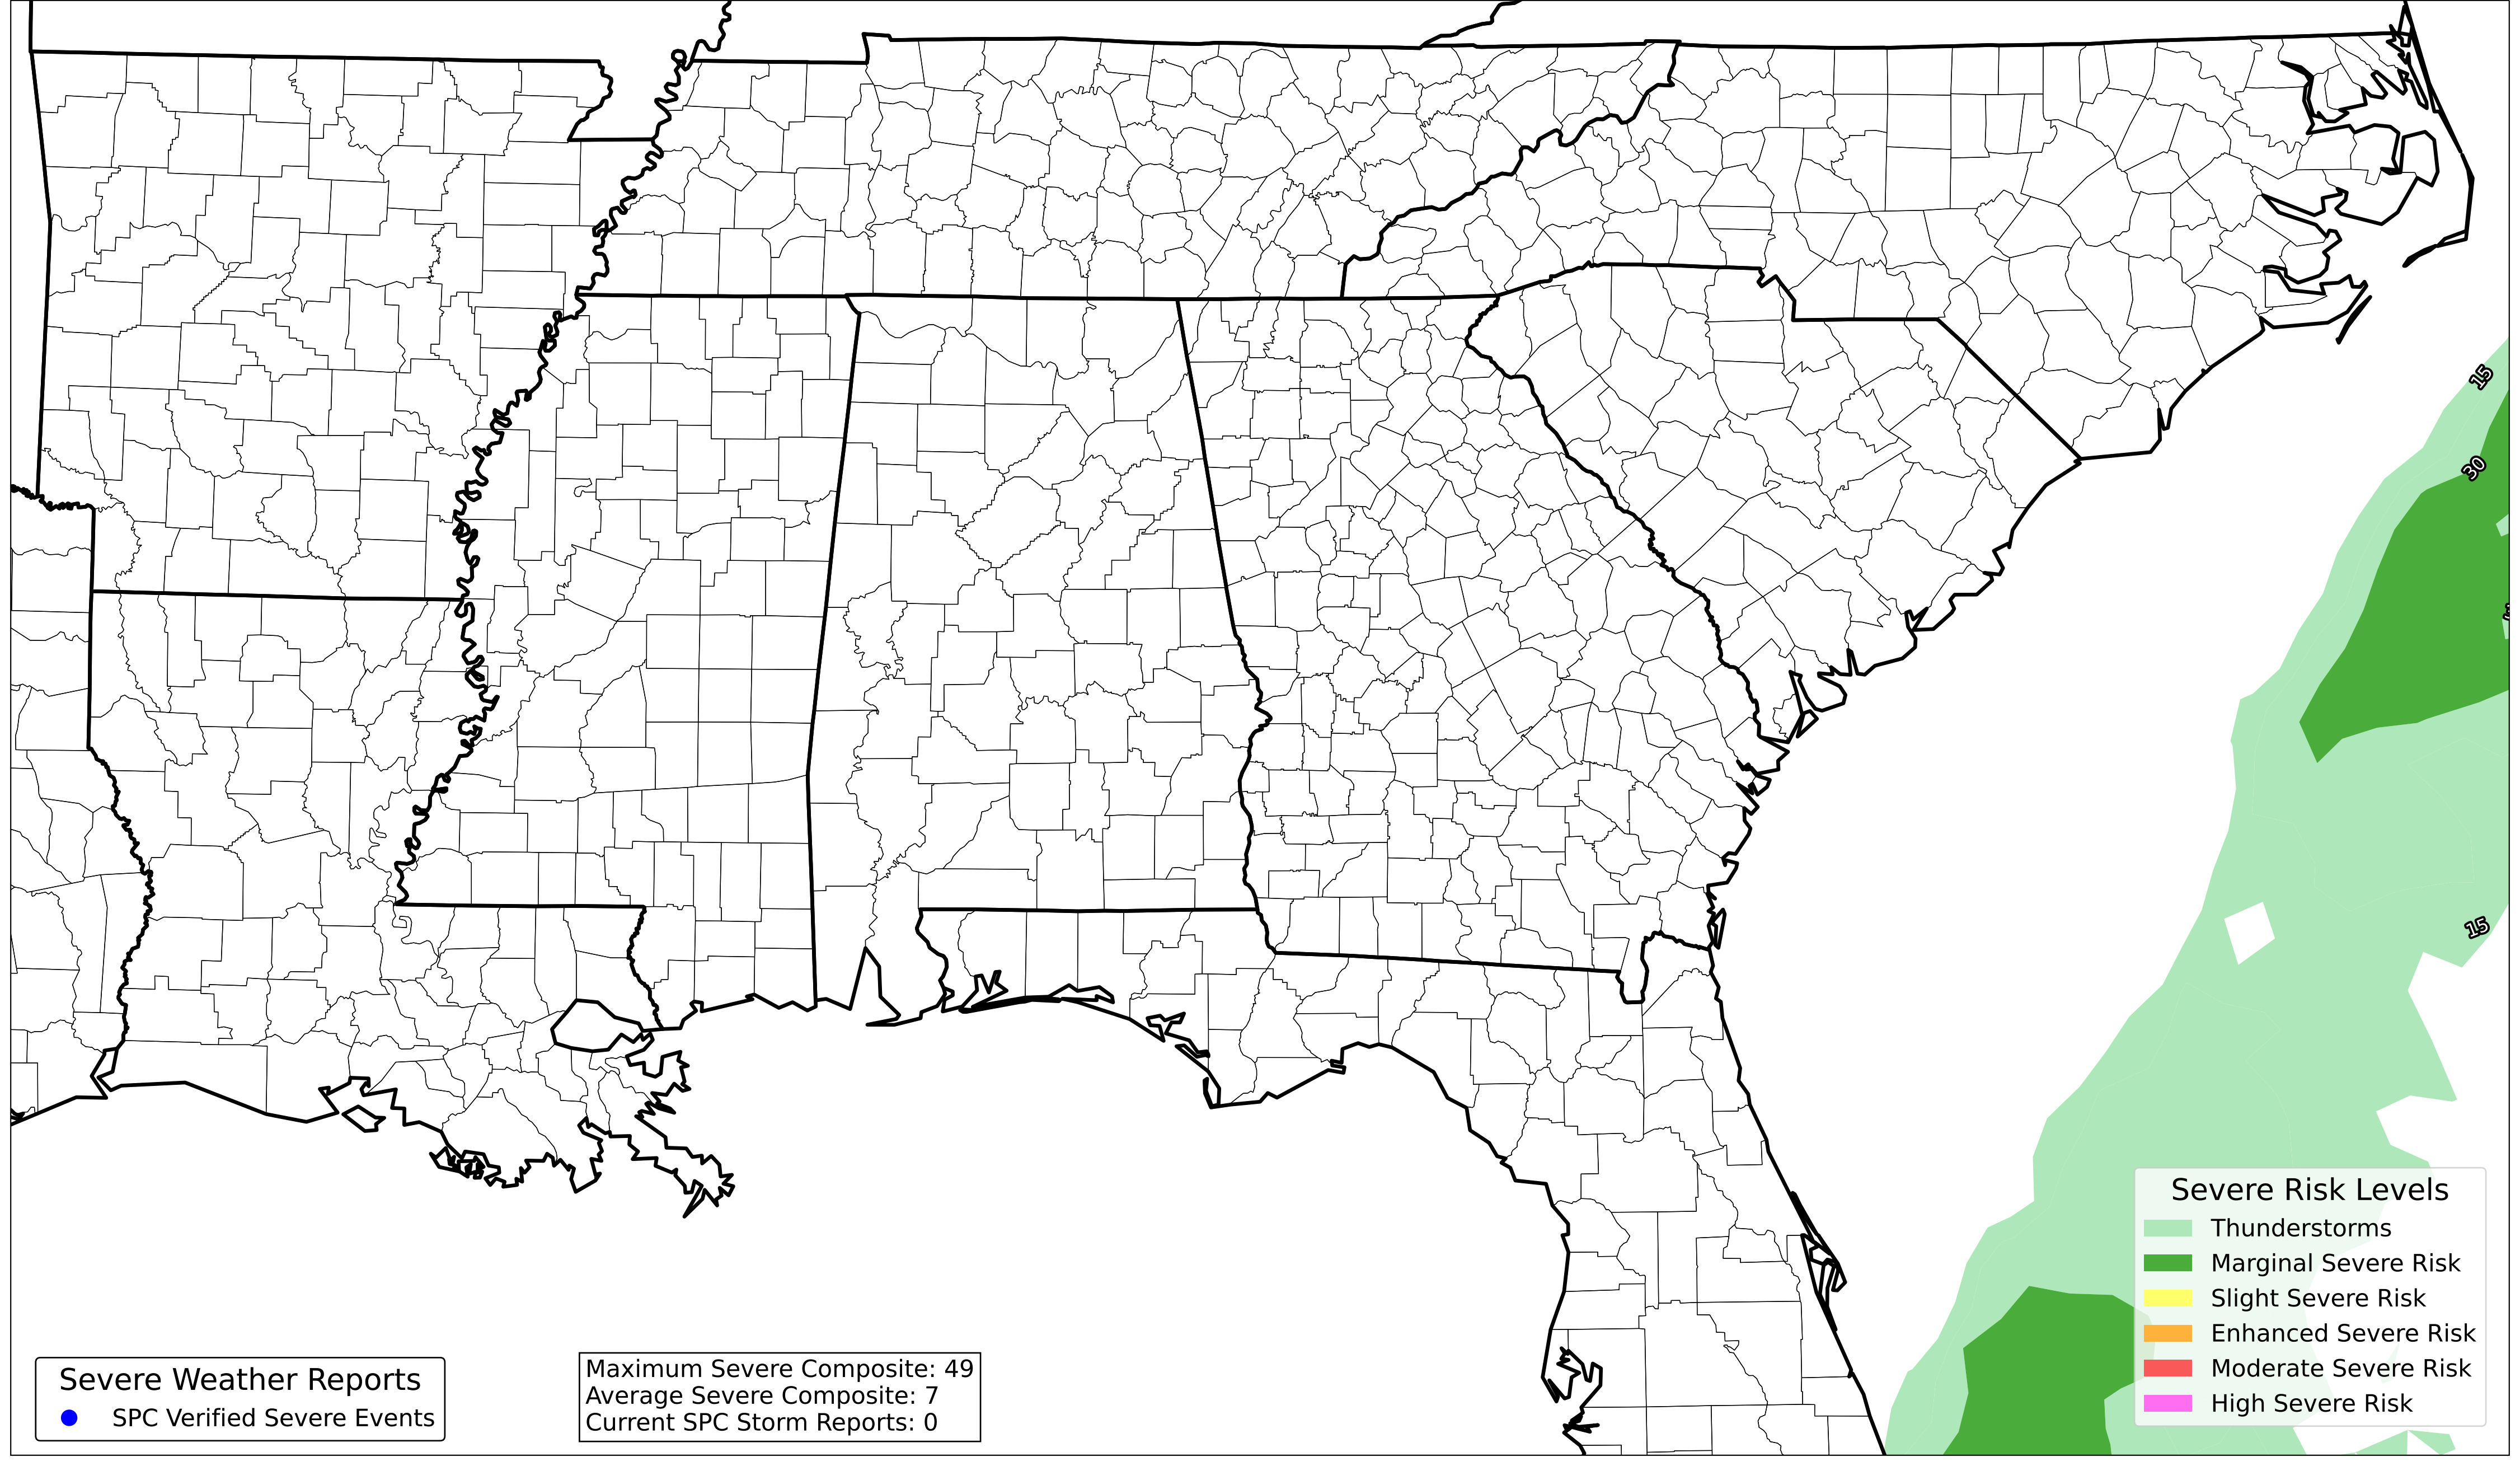 15
30
15
Severe Risk Levels
Thunderstorms
Marginal Severe Risk
Slight Severe Risk
Enhanced Severe Risk
Moderate Severe Risk
High Severe Risk
Severe Weather Reports
SPC Verified Severe Events
Maximum Severe Composite: 49
Average Severe Composite: 7
Current SPC Storm Reports: 0